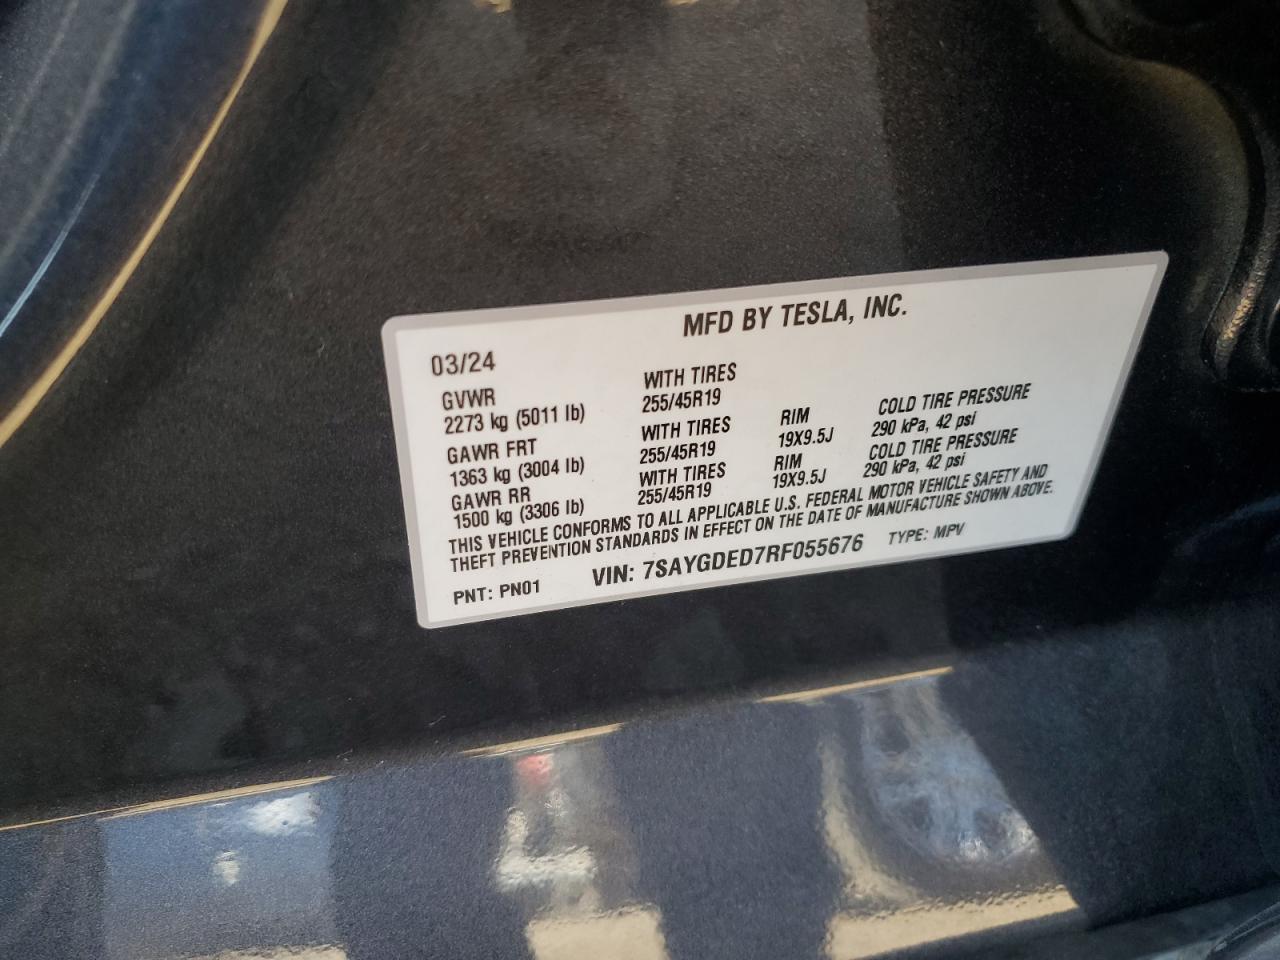 MFD BY TESLA, INC.
03/24
GVWR WITH TIRES
2273 kg (5011 lb) 255/45R19
GAWR FRT WITH TIRES RIM COLD TIRE PRESSURE
1363 kg (3004 lb) 255/45R19 19X9.5J 290 kPa, 42 psi
GAWR RR WITH TIRES RIM COLD TIRE PRESSURE
1500 kg (3306 lb) 255/45R19 19X9.5J 290 kPa, 42 psi
THIS VEHICLE CONFORMS TO ALL APPLICABLE U.S. FEDERAL MOTOR VEHICLE SAFETY AND
THEFT PREVENTION STANDARDS IN EFFECT ON THE DATE OF MANUFACTURE SHOWN ABOVE.
PNT: PN01 VIN: 7SAYGDED7RF055676 TYPE: MPV